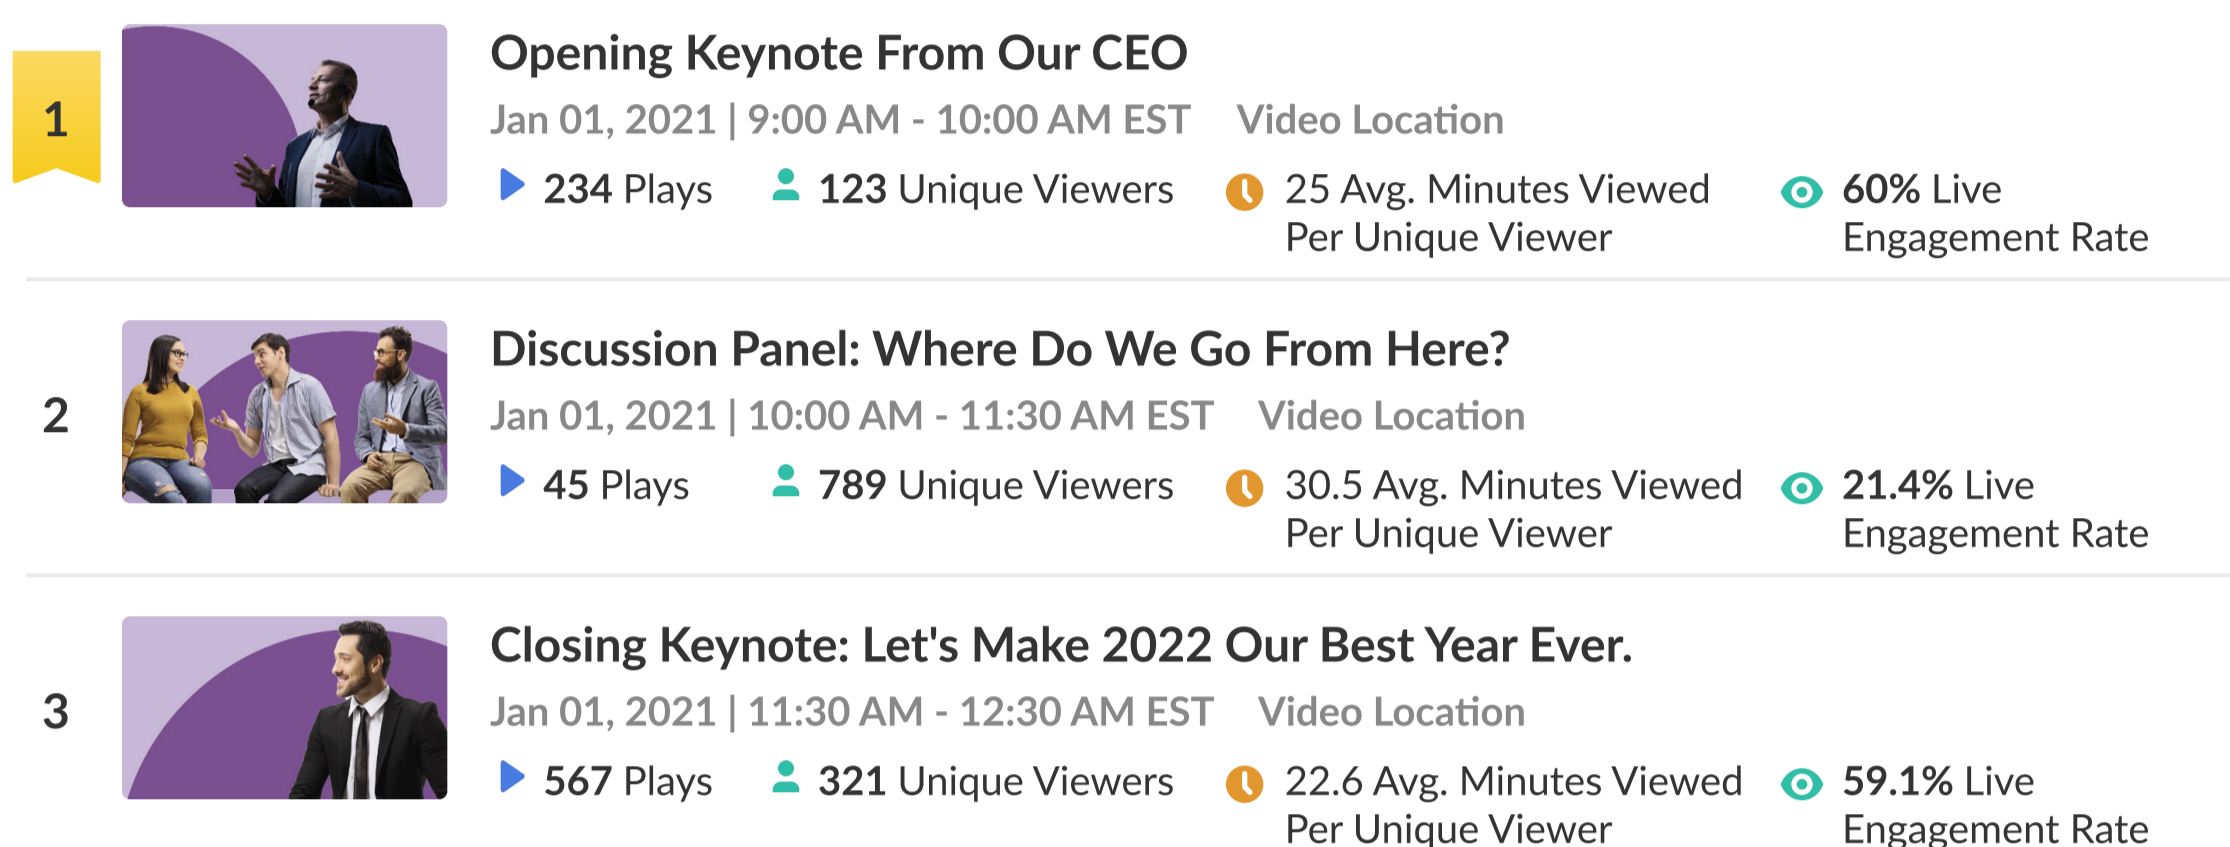 1
Opening Keynote From Our CEO
Jan 01, 2021 | 9:00 AM - 10:00 AM EST Video Location
234 Plays 123 Unique Viewers 25 Avg. Minutes Viewed 60% Live
Per Unique Viewer Engagement Rate
2
Discussion Panel: Where Do We Go From Here?
Jan 01, 2021 | 10:00 AM - 11:30 AM EST Video Location
45 Plays 789 Unique Viewers 30.5 Avg. Minutes Viewed 21.4% Live
Per Unique Viewer Engagement Rate
3
Closing Keynote: Let's Make 2022 Our Best Year Ever.
Jan 01, 2021 | 11:30 AM - 12:30 AM EST Video Location
567 Plays 321 Unique Viewers 22.6 Avg. Minutes Viewed 59.1% Live
Per Unique Viewer Engagement Rate